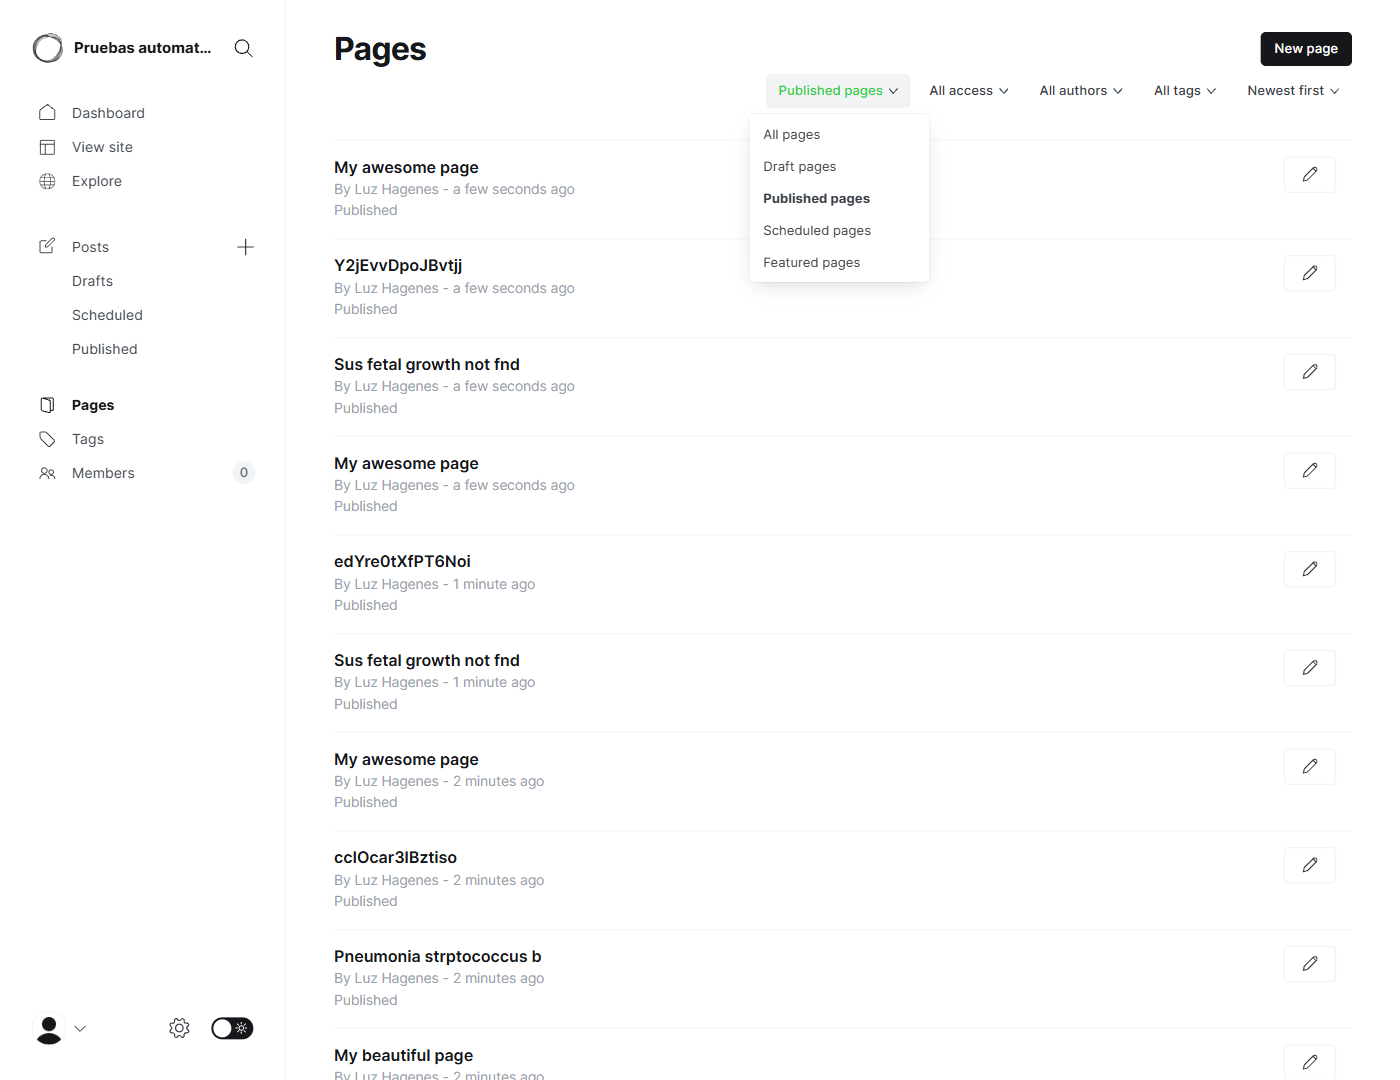 Pruebas automat...
Dashboard
View site
Explore
Posts
Drafts
Scheduled
Published
Pages
Tags
Members
0
Pages
New page
Published pages
All access
All authors
All tags
Newest first
All pages
Draft pages
Published pages
Scheduled pages
Featured pages
My awesome page
By Luz Hagenes - a few seconds ago
Published
Y2jEvvDpoJBvtjj
By Luz Hagenes - a few seconds ago
Published
Sus fetal growth not fnd
By Luz Hagenes - a few seconds ago
Published
My awesome page
By Luz Hagenes - a few seconds ago
Published
edYre0tXfPT6Noi
By Luz Hagenes - 1 minute ago
Published
Sus fetal growth not fnd
By Luz Hagenes - 1 minute ago
Published
My awesome page
By Luz Hagenes - 2 minutes ago
Published
cclOcar3lBztiso
By Luz Hagenes - 2 minutes ago
Published
Pneumonia strptococcus b
By Luz Hagenes - 2 minutes ago
Published
My beautiful page
By Luz Hagenes - 2 minutes ago